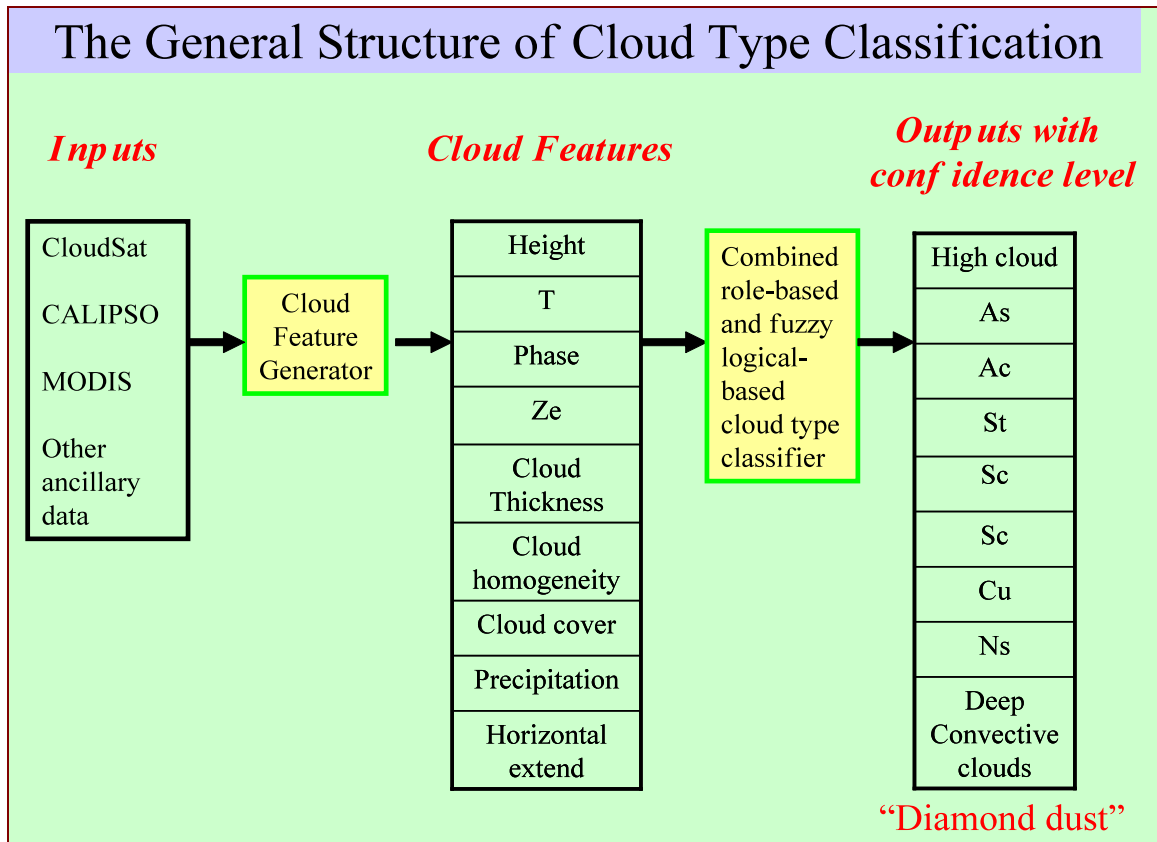 The General Structure of Cloud Type Classification
Inputs
Cloud Features
Outputs with
confidence level
CloudSat
CALIPSO
MODIS
Other
ancillary
data
Cloud
Feature
Generator
Height
T
Phase
Ze
Cloud
Thickness
Cloud
homogeneity
Cloud cover
Precipitation
Horizontal
extend
Combined
role-based
and fuzzy
logical-
based
cloud type
classifier
High cloud
As
Ac
St
Sc
Sc
Cu
Ns
Deep
Convective
clouds
“Diamond dust”